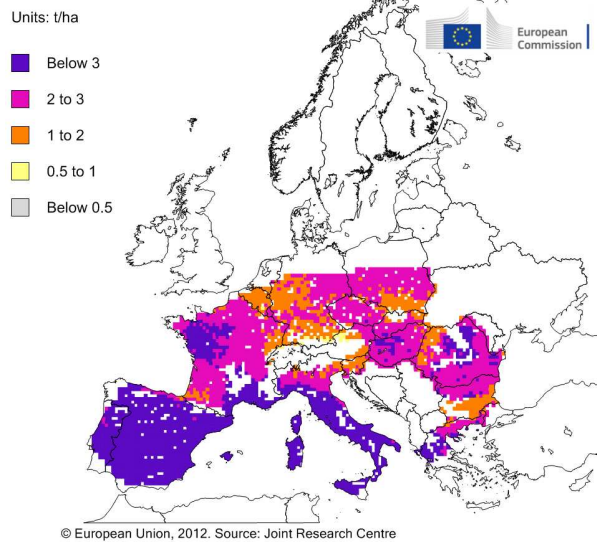 Units: t/ha
European
Commission
Below 3
2 to 3
1 to 2
0.5 to 1
Below 0.5
© European Union, 2012. Source: Joint Research Centre